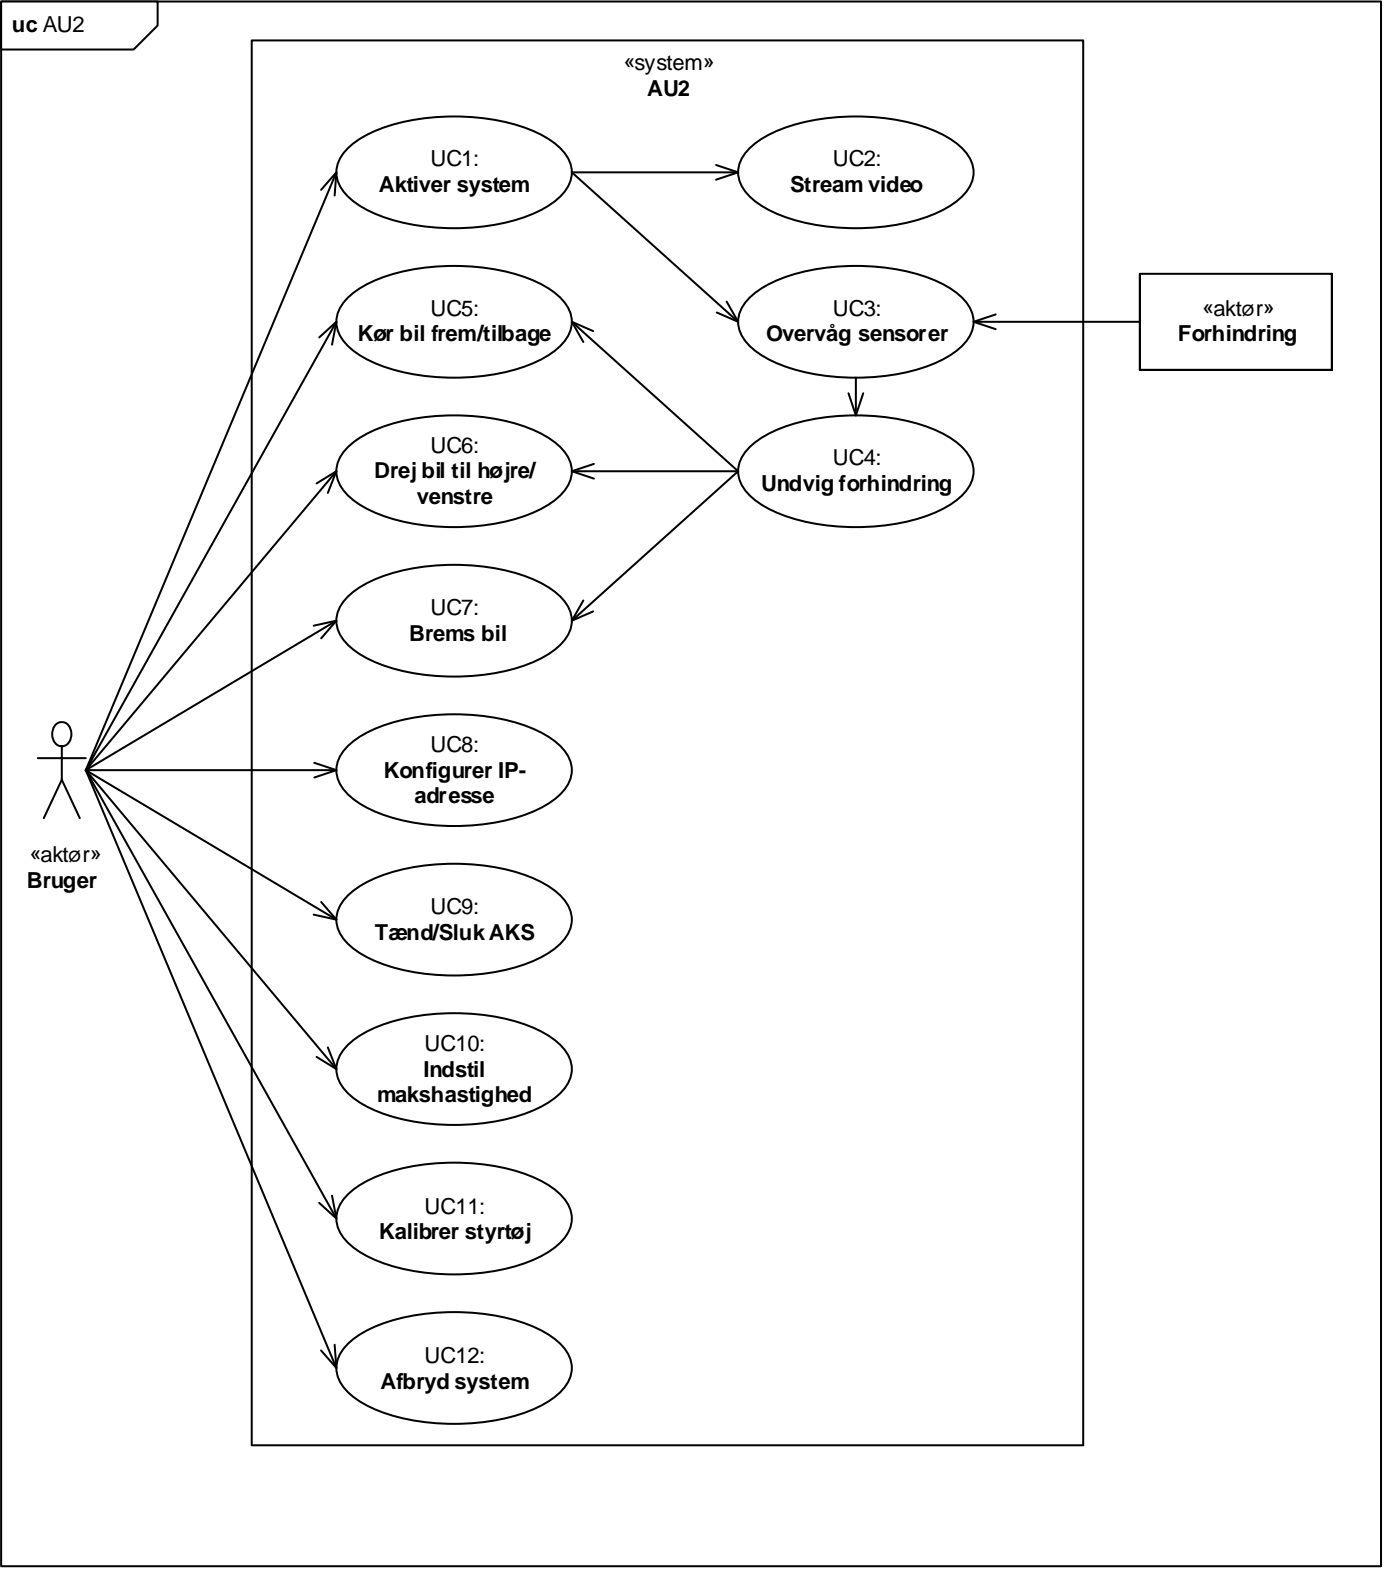 uc AU2
«system»
AU2
UC1:
Aktiver system
UC2:
Stream video
UC5:
Kør bil frem/tilbage
UC3:
Overvåg sensorer
«aktør»
Forhindring
UC6:
Drej bil til højre/
venstre
UC4:
Undvig forhindring
UC7:
Brems bil
UC8:
Konfigurer IP-
adresse
«aktør»
Bruger
UC9:
Tænd/Sluk AKS
UC10:
Indstil
makshastighed
UC11:
Kalibrer styrtøj
UC12:
Afbryd system